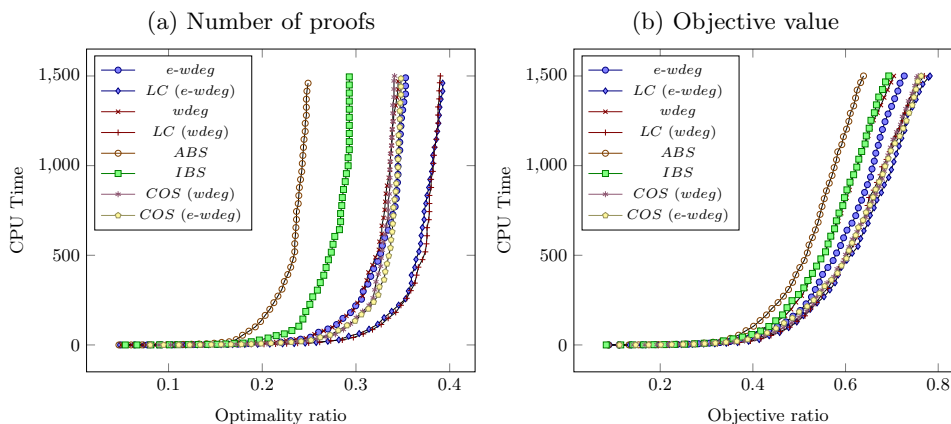 (a) Number of proofs
CPU Time
1,500
1,000
500
0
e-wdeg
LC (e-wdeg)
wdeg
LC (wdeg)
ABS
IBS
COS (wdeg)
COS (e-wdeg)
0.1 0.2 0.3 0.4
Optimality ratio
(b) Objective value
CPU Time
1,500
1,000
500
0
e-wdeg
LC (e-wdeg)
wdeg
LC (wdeg)
ABS
IBS
COS (wdeg)
COS (e-wdeg)
0.2 0.4 0.6 0.8
Objective ratio